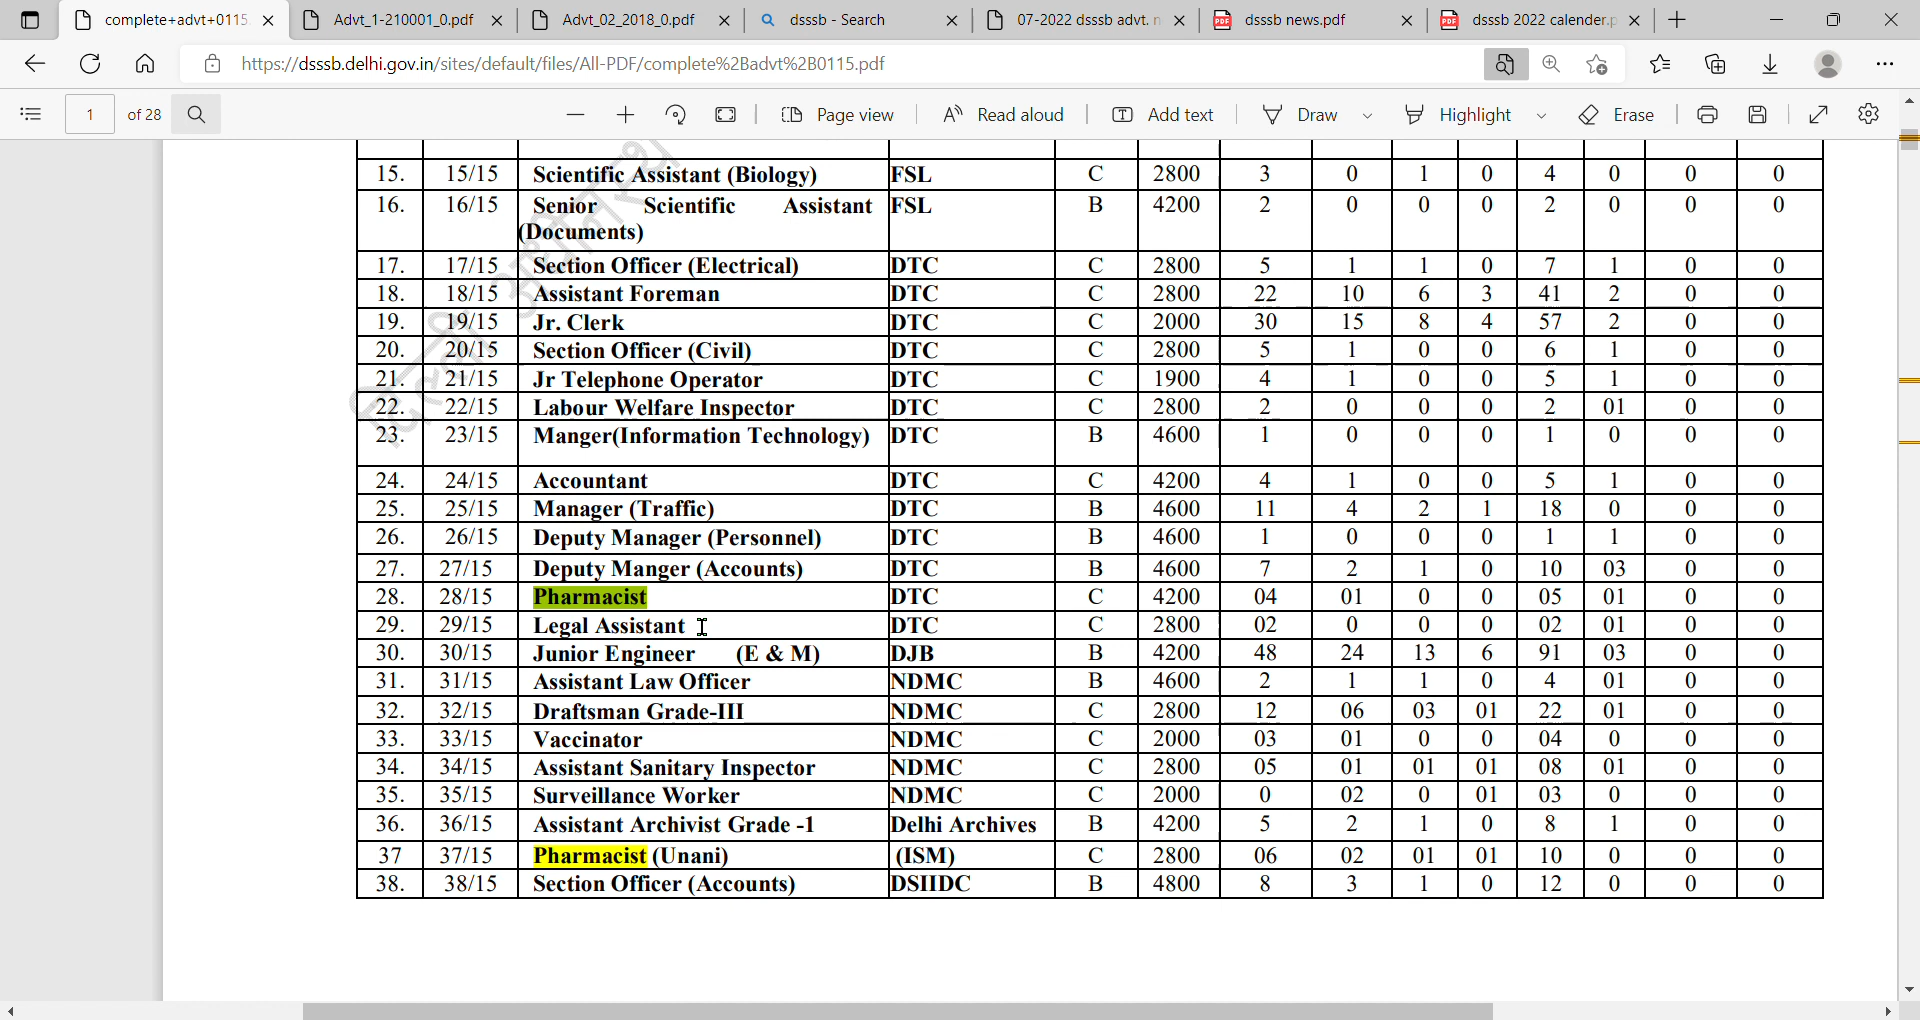 complete+advt+0115
Advt_1-210001_0.pdf
Advt_02_2018_0.pdf
dsssb - Search
07-2022 dsssb advt. n
dsssb news.pdf
dsssb 2022 calender.p
https://dsssb.delhi.gov.in/sites/default/files/All-PDF/complete%2Badvt%2B0115.pdf
1 of 28 Page view Read aloud Add text Draw Highlight Erase
15. 15/15 Scientific Assistant (Biology) FSL C 2800 3 0 1 0 4 0 0 0
16. 16/15 Senior Scientific Assistant FSL B 4200 2 0 0 0 2 0 0 0
(Documents)
17. 17/15 Section Officer (Electrical) DTC C 2800 5 1 1 0 7 1 0 0
18. 18/15 Assistant Foreman DTC C 2800 22 10 6 3 41 2 0 0
19. 19/15 Jr. Clerk DTC C 2000 30 15 8 4 57 2 0 0
20. 20/15 Section Officer (Civil) DTC C 2800 5 1 0 0 6 1 0 0
21. 21/15 Jr Telephone Operator DTC C 1900 4 1 0 0 5 1 0 0
22. 22/15 Labour Welfare Inspector DTC C 2800 2 0 0 0 2 01 0 0
23. 23/15 Manger(Information Technology) DTC B 4600 1 0 0 0 1 0 0 0
24. 24/15 Accountant DTC C 4200 4 1 0 0 5 1 0 0
25. 25/15 Manager (Traffic) DTC B 4600 11 4 2 1 18 0 0 0
26. 26/15 Deputy Manager (Personnel) DTC B 4600 1 0 0 0 1 1 0 0
27. 27/15 Deputy Manger (Accounts) DTC B 4600 7 2 1 0 10 03 0 0
28. 28/15 Pharmacist DTC C 4200 04 01 0 0 05 01 0 0
29. 29/15 Legal Assistant DTC C 2800 02 0 0 0 02 01 0 0
30. 30/15 Junior Engineer (E & M) DJB B 4200 48 24 13 6 91 03 0 0
31. 31/15 Assistant Law Officer NDMC B 4600 2 1 1 0 4 01 0 0
32. 32/15 Draftsman Grade-III NDMC C 2800 12 06 03 01 22 01 0 0
33. 33/15 Vaccinator NDMC C 2000 03 01 0 0 04 0 0 0
34. 34/15 Assistant Sanitary Inspector NDMC C 2800 05 01 01 01 08 01 0 0
35. 35/15 Surveillance Worker NDMC C 2000 0 02 0 01 03 0 0 0
36. 36/15 Assistant Archivist Grade -1 Delhi Archives B 4200 5 2 1 0 8 1 0 0
37 37/15 Pharmacist (Unani) (ISM) C 2800 06 02 01 01 10 0 0 0
38. 38/15 Section Officer (Accounts) DSIIDC B 4800 8 3 1 0 12 0 0 0